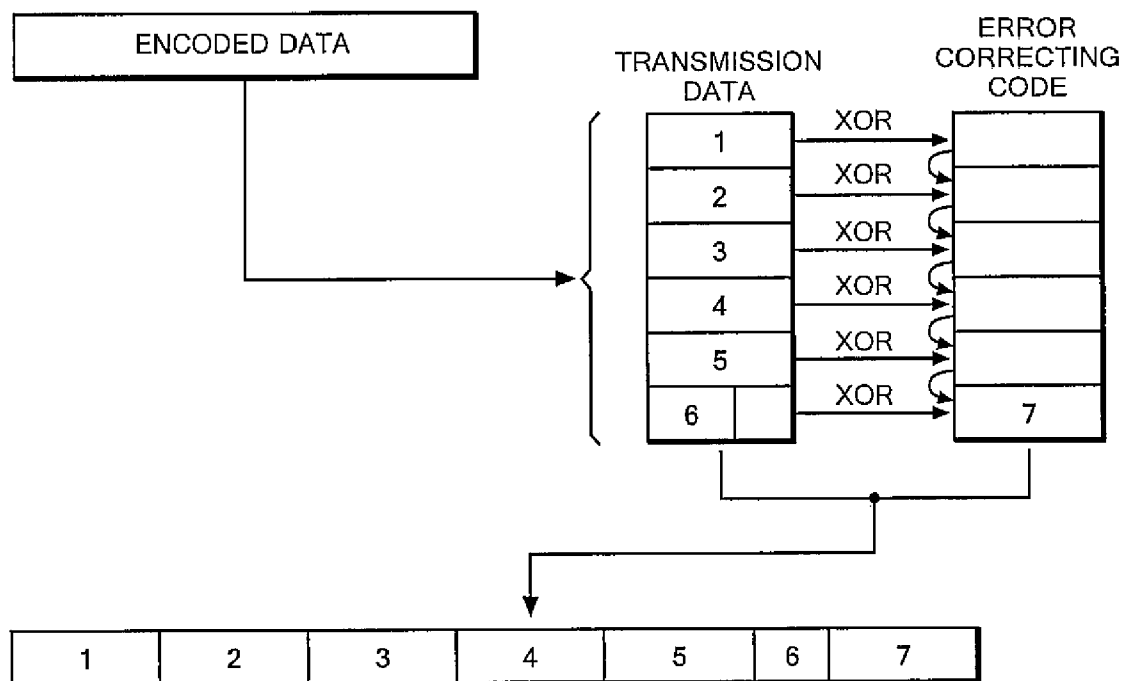 ENCODED DATA
TRANSMISSION
DATA
ERROR
CORRECTING
CODE
1
XOR
2
XOR
3
XOR
4
XOR
5
XOR
6
XOR
7
1 2 3 4 5 6 7